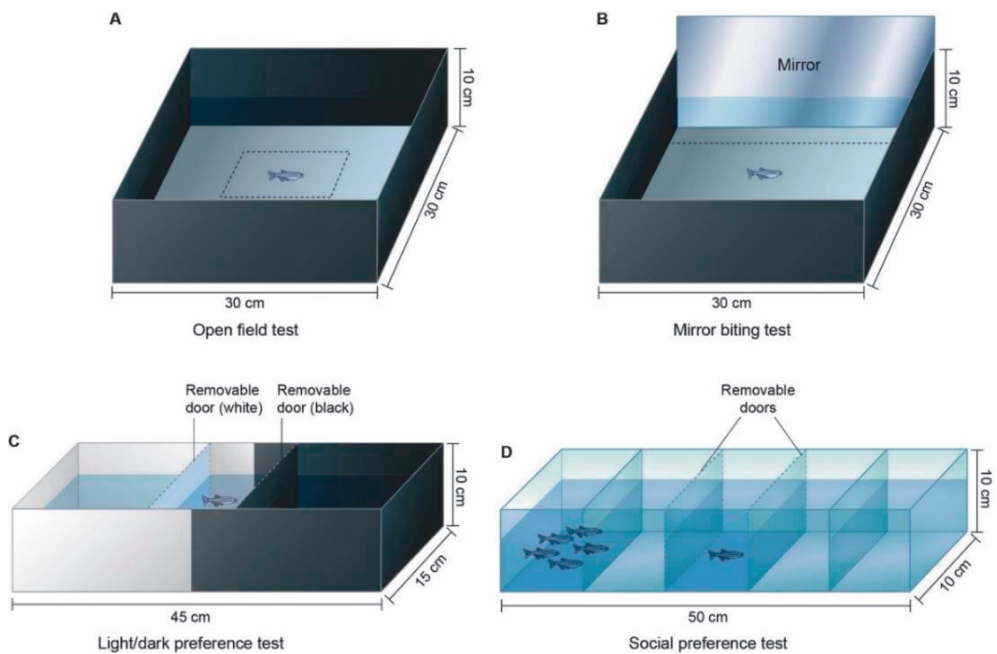 A
10 cm
30 cm
30 cm
Open field test
B
Mirror
10 cm
30 cm
30 cm
Mirror biting test
C
Removable
door (white)
Removable
door (black)
10 cm
15 cm
45 cm
Light/dark preference test
D
Removable
doors
10 cm
10 cm
50 cm
Social preference test